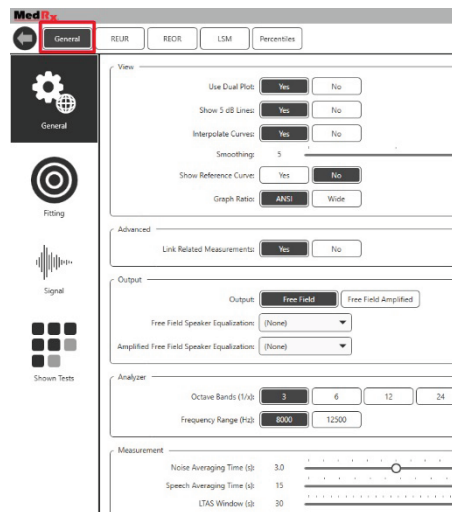 MedRx
General REUR REOR LSM Percentiles
General
Fitting
Signal
Shown Tests
View
Use Dual Plot: Yes No
Show 5 dB Lines: Yes No
Interpolate Curves: Yes No
Smoothing: 5
Show Reference Curve: Yes No
Graph Ratio: ANSI Wide
Advanced
Link Related Measurements: Yes No
Output
Output: Free Field Free Field Amplified
Free Field Speaker Equalization: (None)
Amplified Free Field Speaker Equalization: (None)
Analyzer
Octave Bands (1/x): 3 6 12 24
Frequency Range (Hz): 8000 12500
Measurement
Noise Averaging Time (s): 3.0
Speech Averaging Time (s): 15
LTAS Window (s): 30